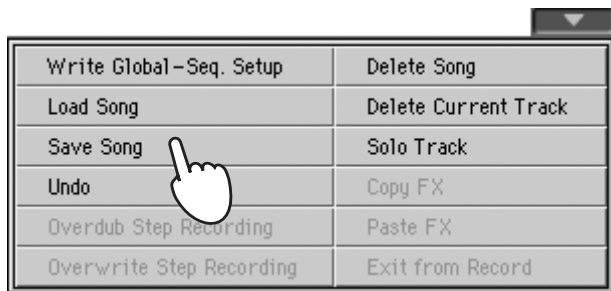 Write Global-Seq. Setup
Delete Song
Load Song
Delete Current Track
Save Song
Solo Track
Undo
Copy FX
Overdub Step Recording
Paste FX
Overwrite Step Recording
Exit from Record